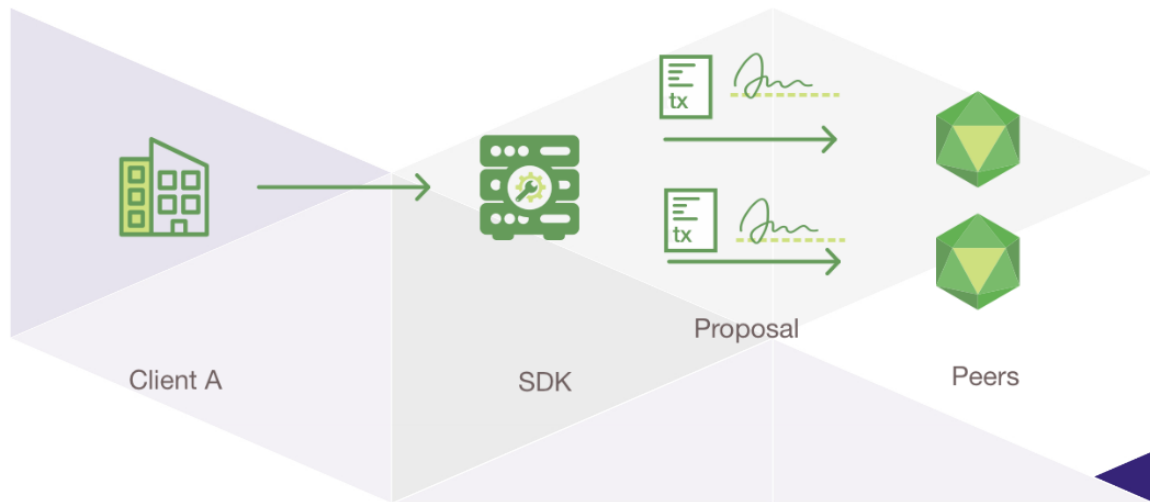 tx
tx
Proposal
Client A
SDK
Peers